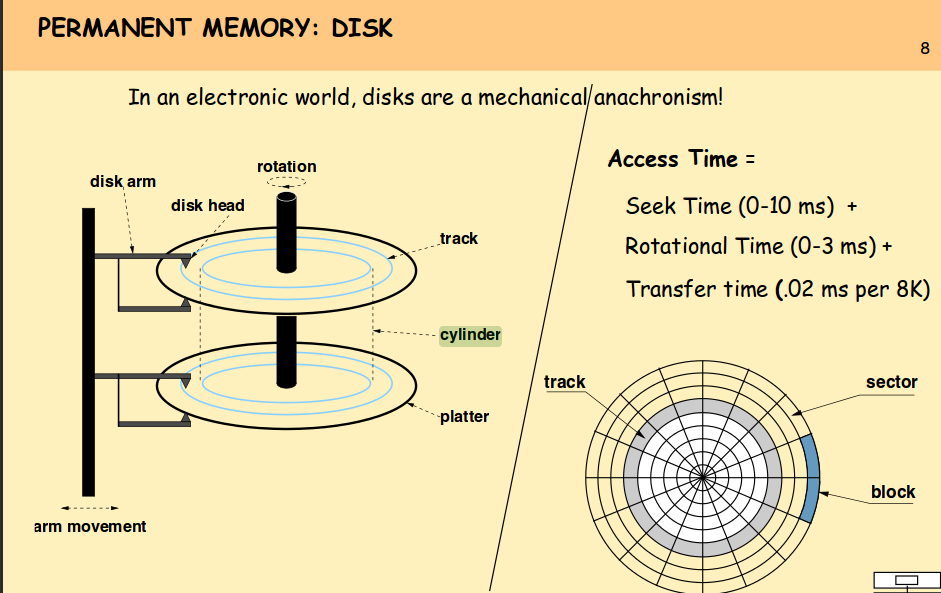 PERMANENT MEMORY: DISK
8
In an electronic world, disks are a mechanical anachronism!
rotation
disk arm
disk head
track
cylinder
platter
arm movement
Access Time =
Seek Time (0-10 ms) +
Rotational Time (0-3 ms) +
Transfer time (.02 ms per 8K)
track
sector
block